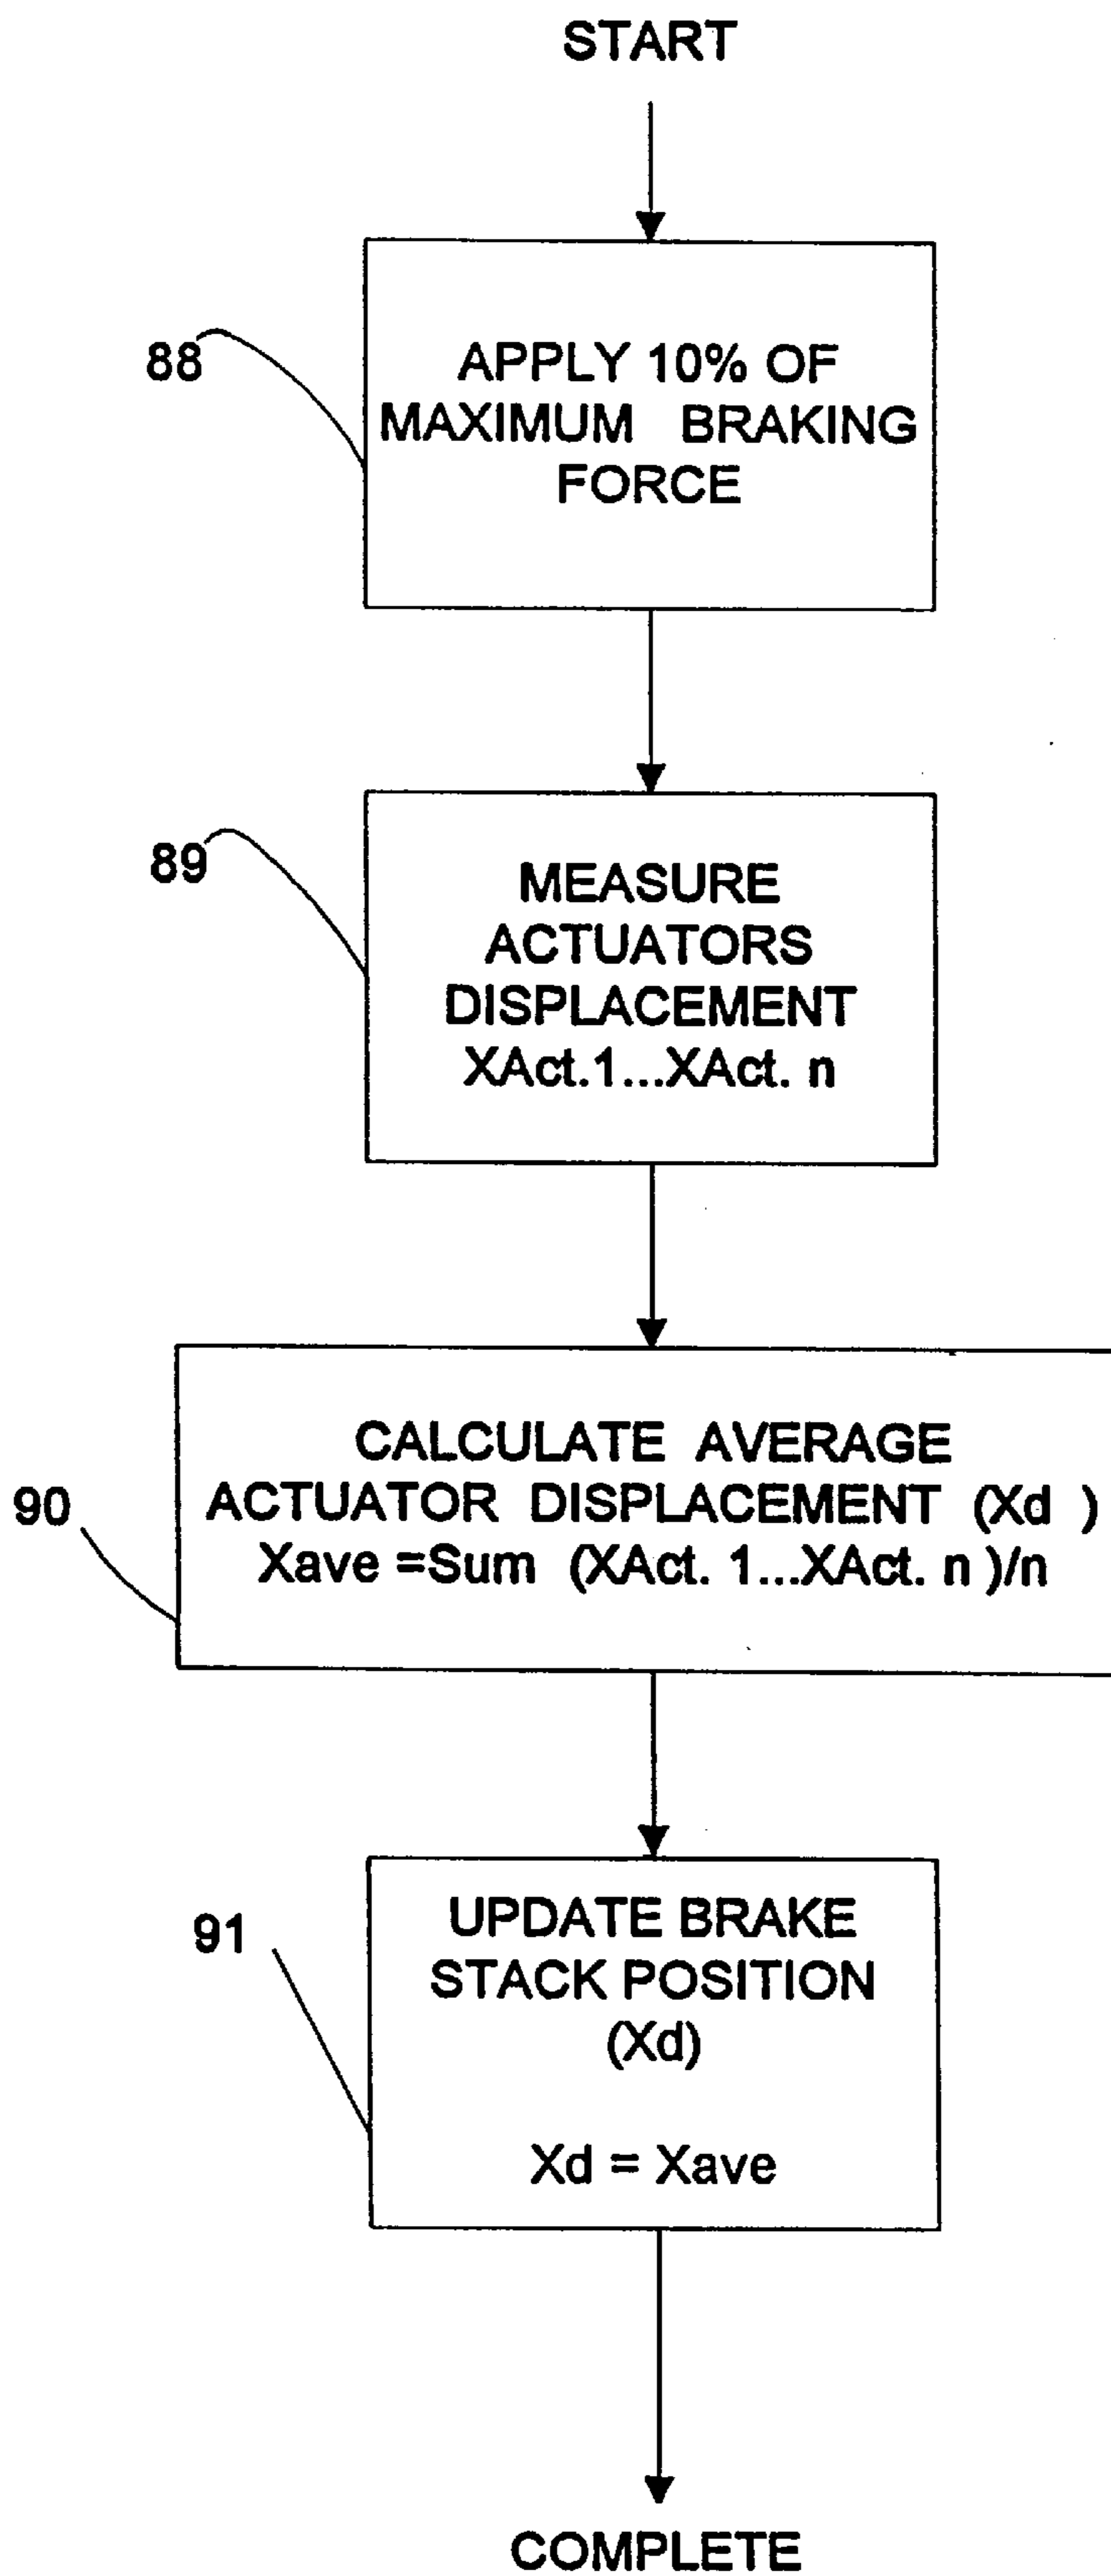 START
88
APPLY 10% OF
MAXIMUM BRAKING
FORCE
89
MEASURE
ACTUATORS
DISPLACEMENT
XAct.1...XAct. n
CALCULATE AVERAGE
90
ACTUATOR DISPLACEMENT (Xd )
Xave =Sum (XAct. 1...XAct. n )/n
91
UPDATE BRAKE
STACK POSITION
(Xd)
Xd = Xave
COMPLETE